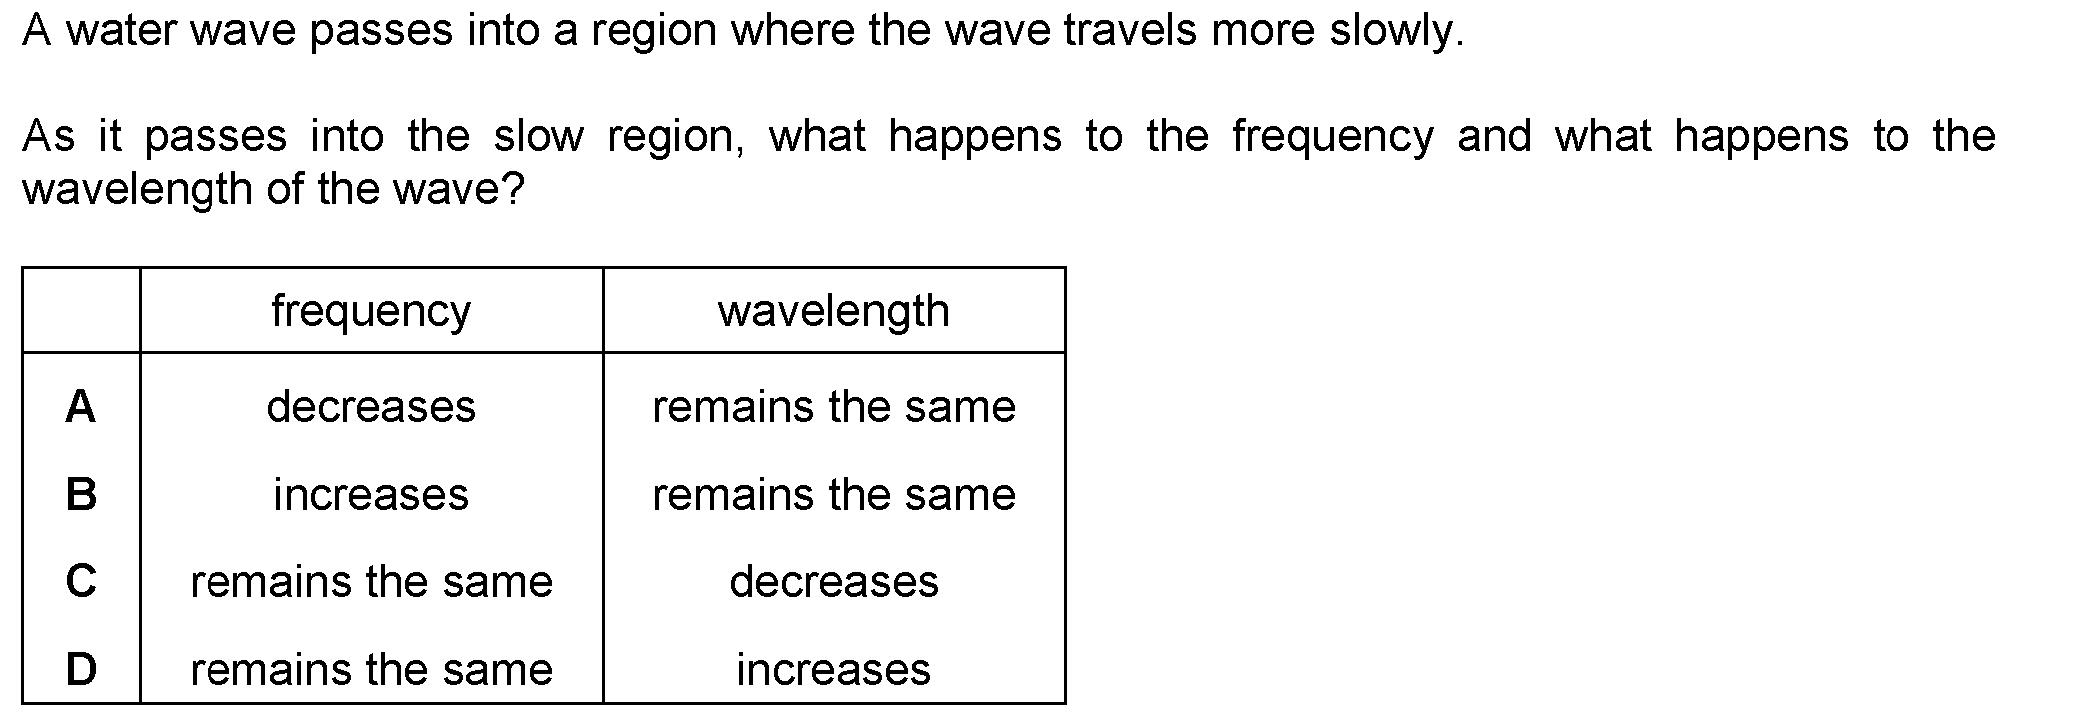 A water wave passes into a region where the wave travels more slowly.
As it passes into the slow region, what happens to the frequency and what happens to the
wavelength of the wave?
frequency wavelength
A decreases remains the same
B increases remains the same
C remains the same decreases
D remains the same increases